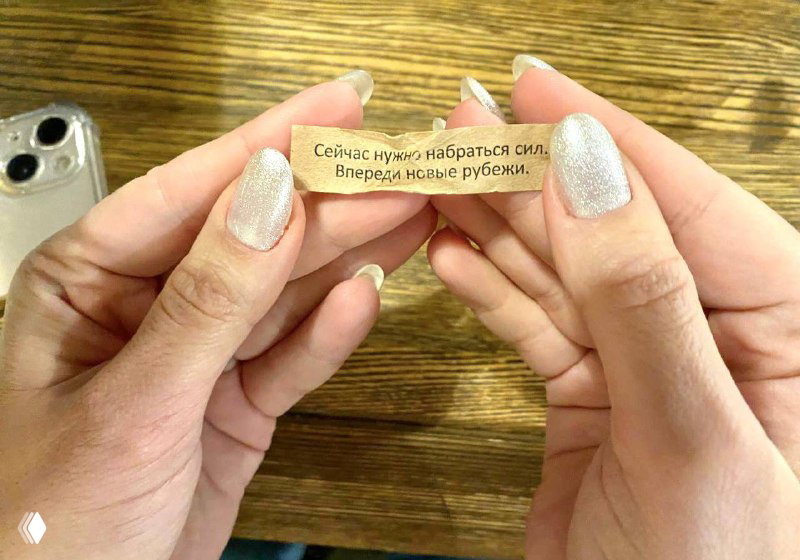 Сейчас нужно набраться сил.
Впереди новые рубежи.